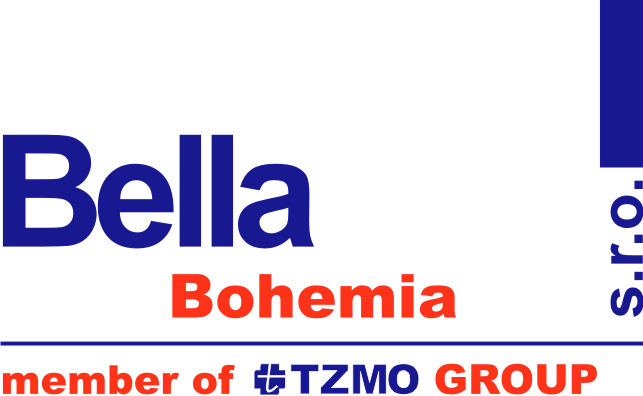 Bella
Bohemia
s.r.o.
member of TZMO GROUP